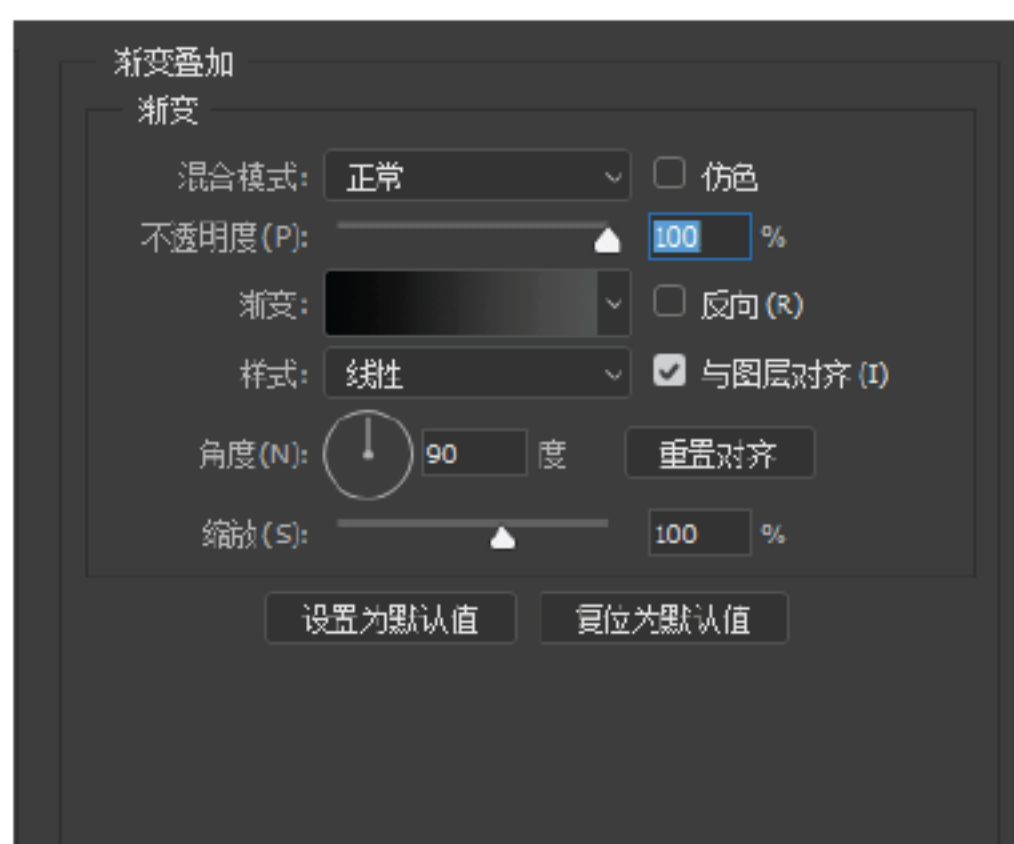 渐变叠加
渐变
混合模式: 正常 仿色
不透明度(P): 100 %
渐变: 反向(R)
样式: 线性 与图层对齐(I)
角度(N): 90 度 重置对齐
缩放(S): 100 %
设置为默认值 复位为默认值